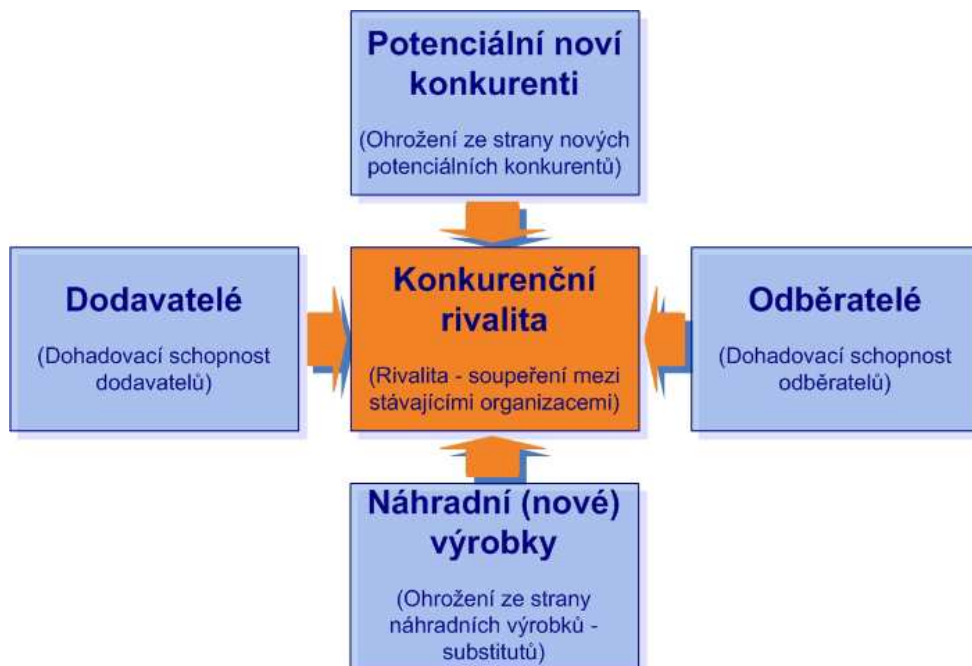 Potenciální noví
konkurenti
(Ohrožení ze strany nových
potenciálních konkurentů)
Dodavatelé
(Dohadovací schopnost
dodavatelů)
Konkurenční
rivalita
(Rivalita - soupeření mezi
stávajícími organizacemi)
Odběratelé
(Dohadovací schopnost
odběratelů)
Náhradní (nové)
výrobky
(Ohrožení ze strany
náhradních výrobků -
substitutů)